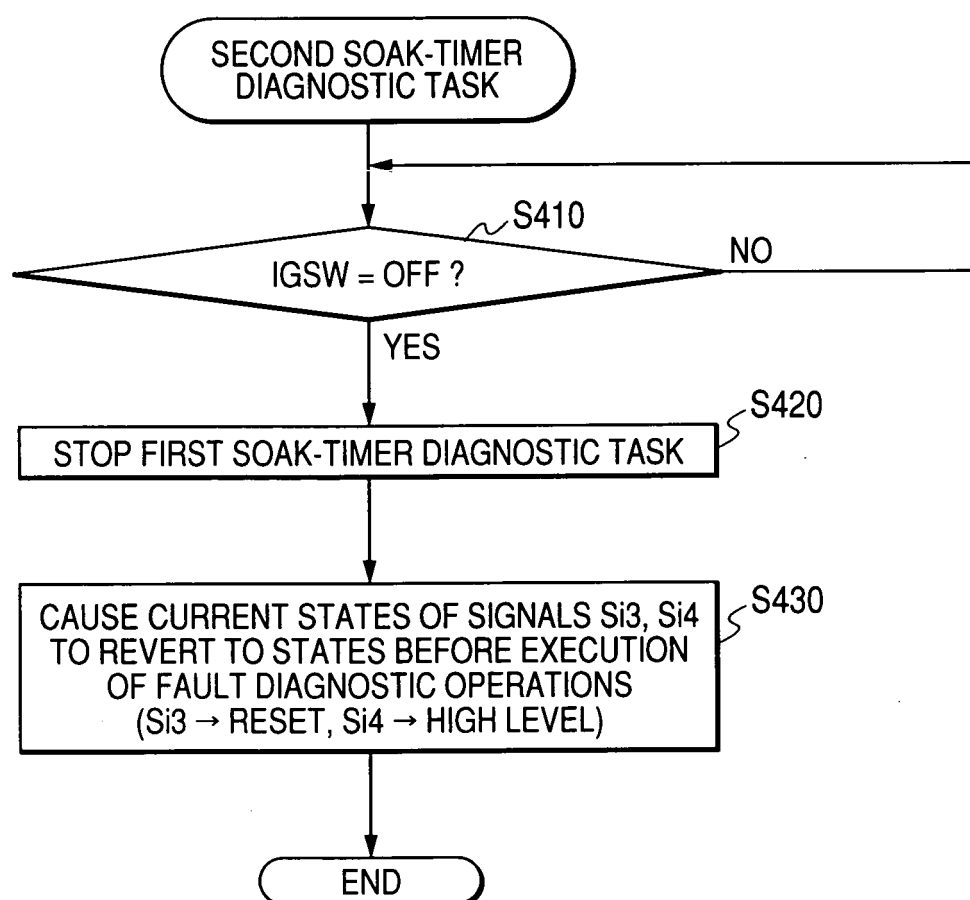 SECOND SOAK-TIMER
DIAGNOSTIC TASK
S410
IGSW = OFF ?
NO
YES
S420
STOP FIRST SOAK-TIMER DIAGNOSTIC TASK
S430
CAUSE CURRENT STATES OF SIGNALS Si3, Si4
TO REVERT TO STATES BEFORE EXECUTION
OF FAULT DIAGNOSTIC OPERATIONS
(Si3 → RESET, Si4 → HIGH LEVEL)
END